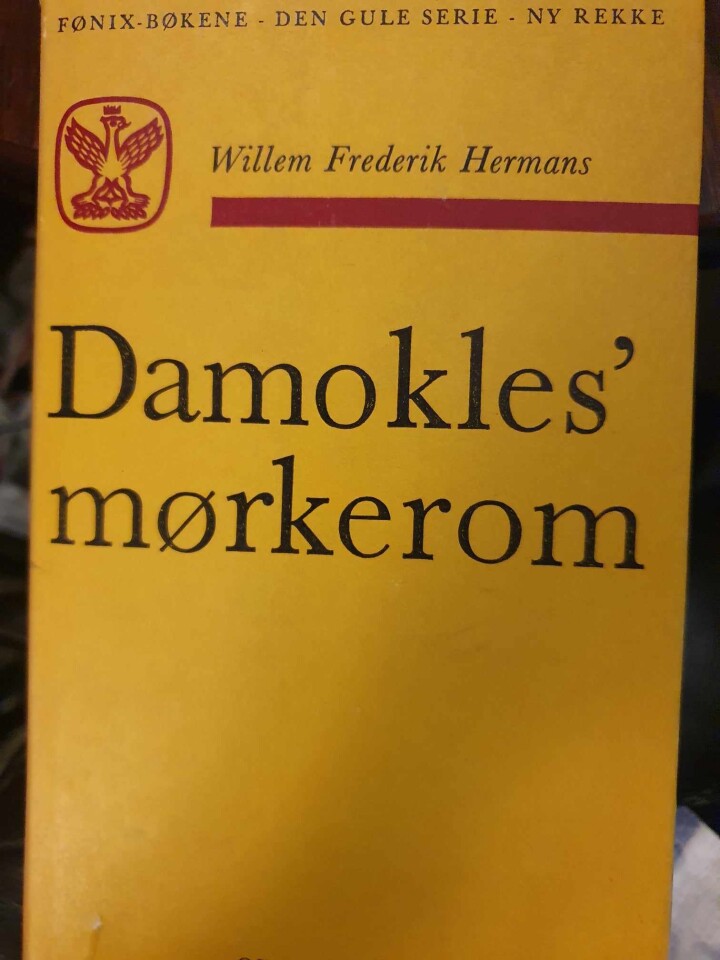 FØNIX-BØKENE - DEN GULE SERIE - NY REKKE
Willem Frederik Hermans
Damokles’
mørkerom